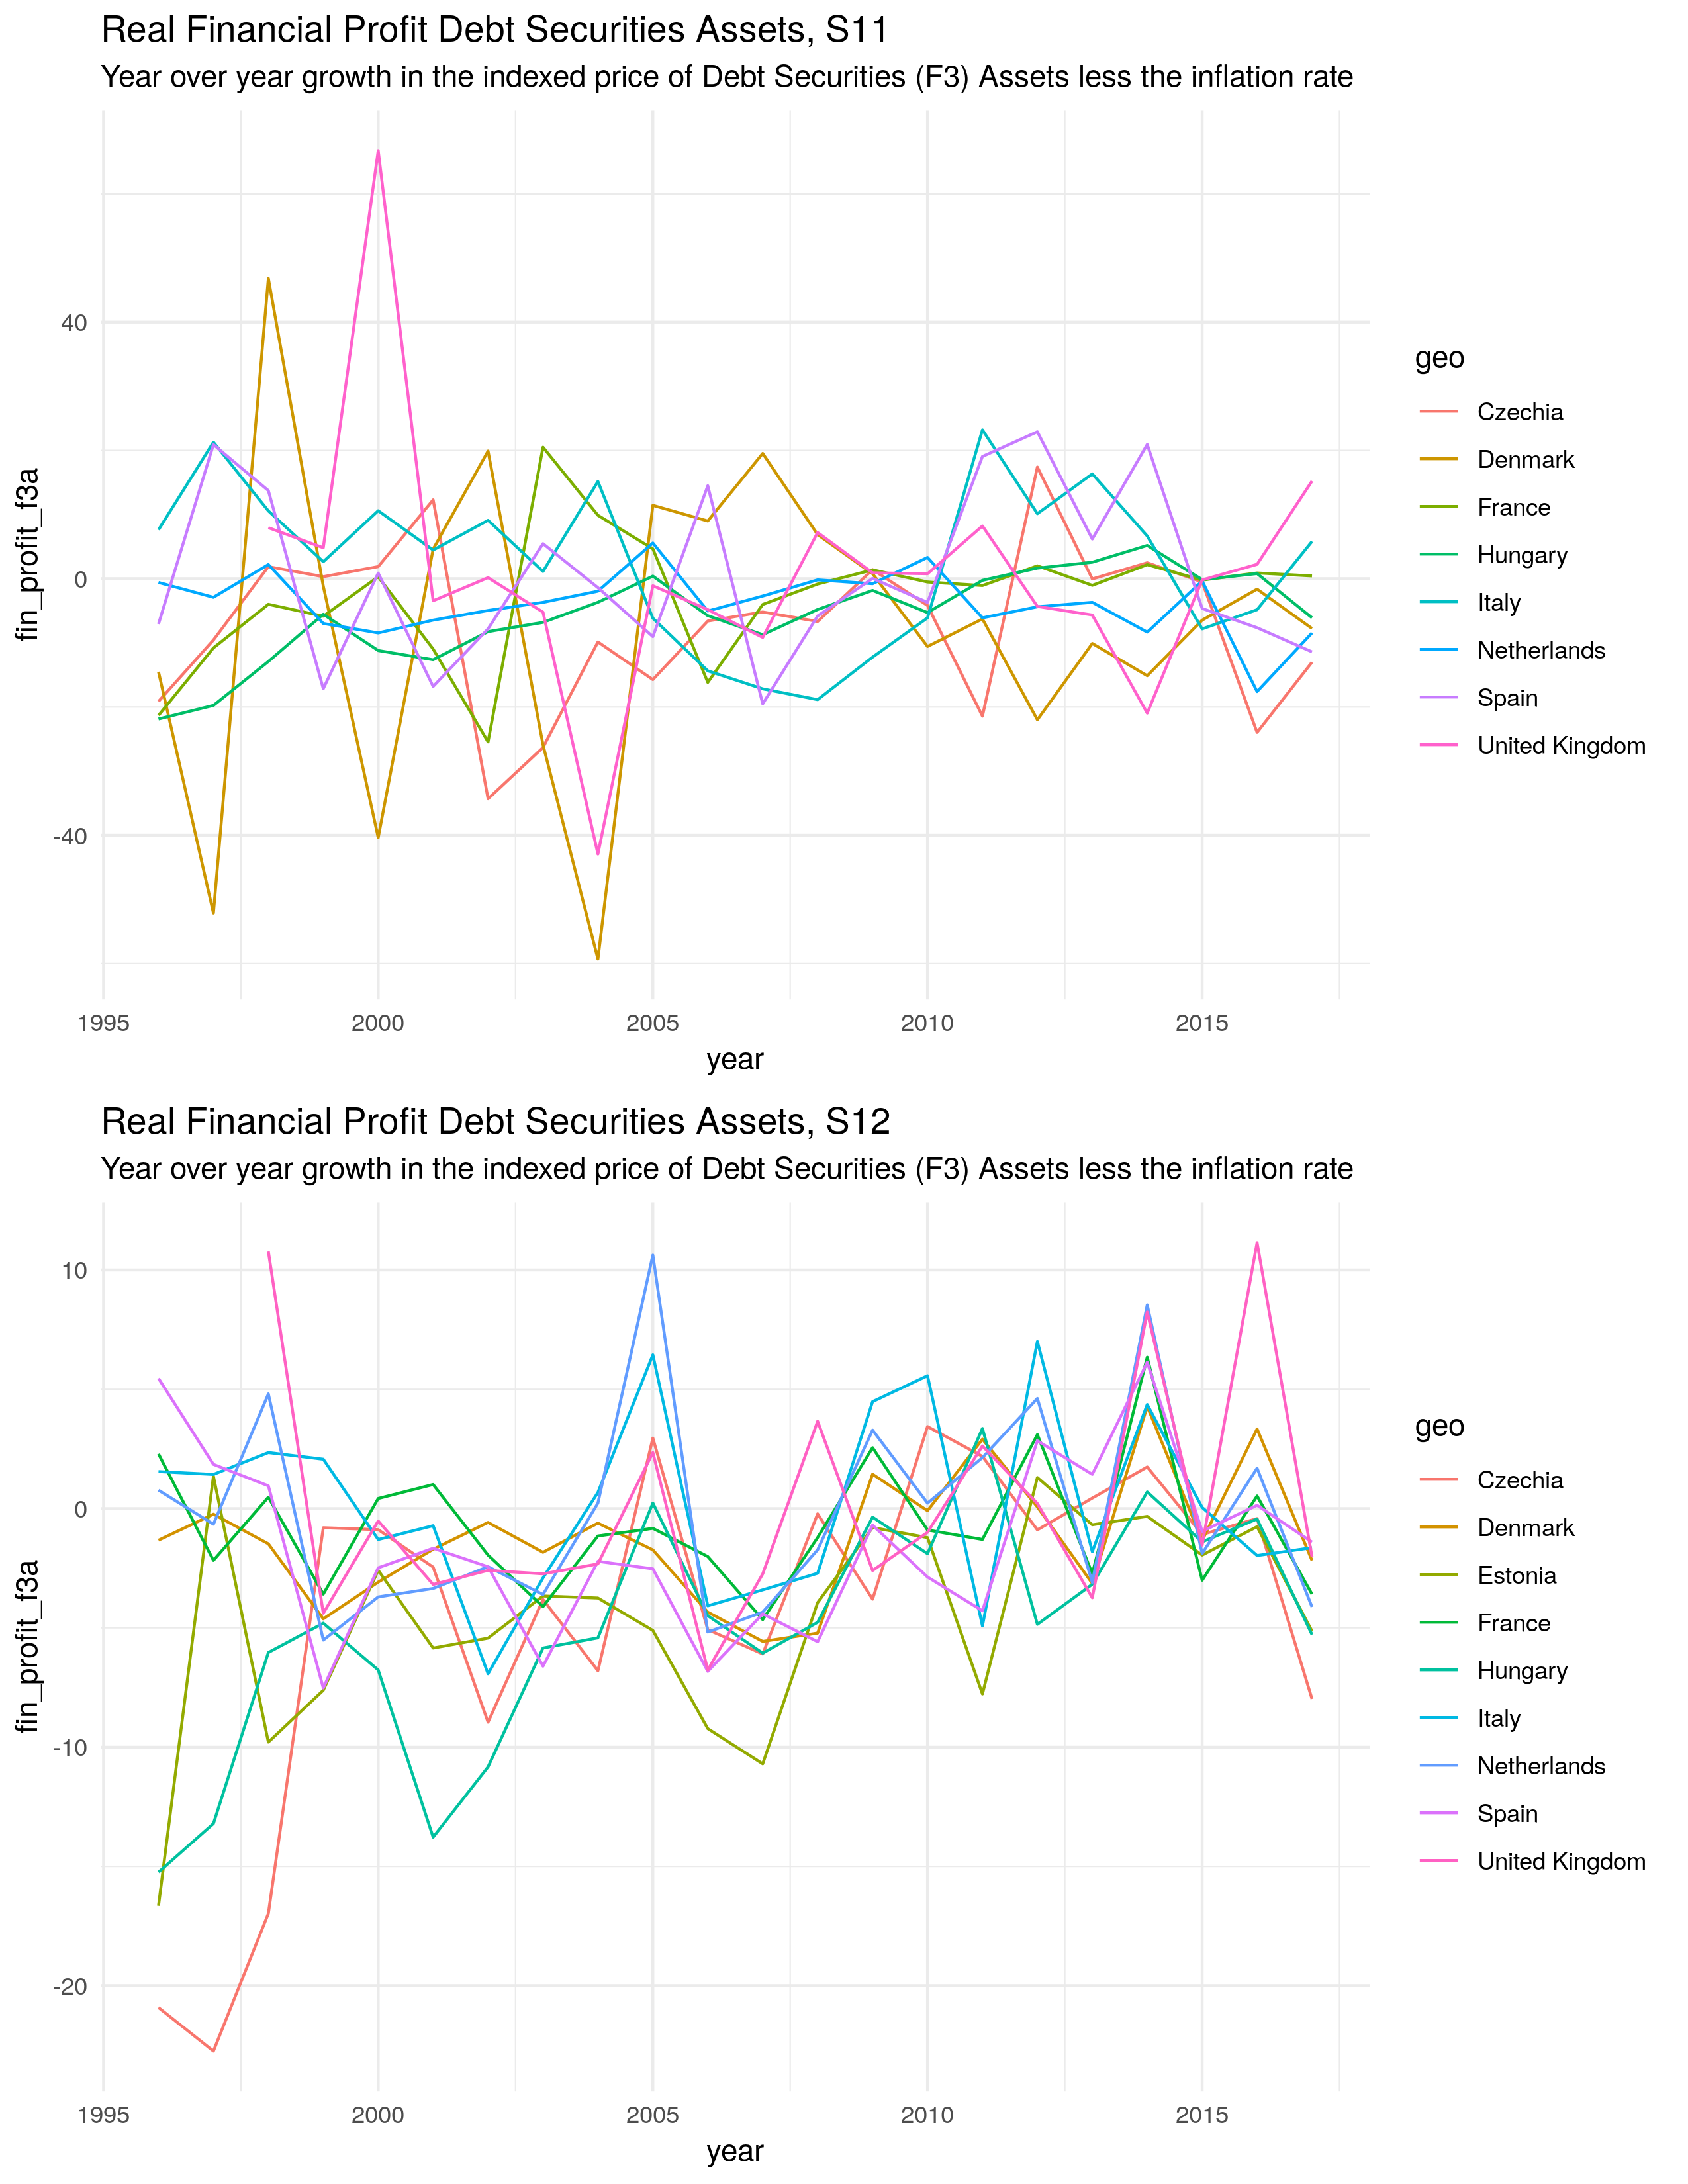 Real Financial Profit Debt Securities Assets, S11
Year over year growth in the indexed price of Debt Securities (F3) Assets less the inflation rate
fin_profit_f3a
40
0
-40
1995 2000 2005 2010 2015
year
geo
Czechia
Denmark
France
Hungary
Italy
Netherlands
Spain
United Kingdom
Real Financial Profit Debt Securities Assets, S12
Year over year growth in the indexed price of Debt Securities (F3) Assets less the inflation rate
fin_profit_f3a
10
0
-10
-20
1995 2000 2005 2010 2015
year
geo
Czechia
Denmark
Estonia
France
Hungary
Italy
Netherlands
Spain
United Kingdom